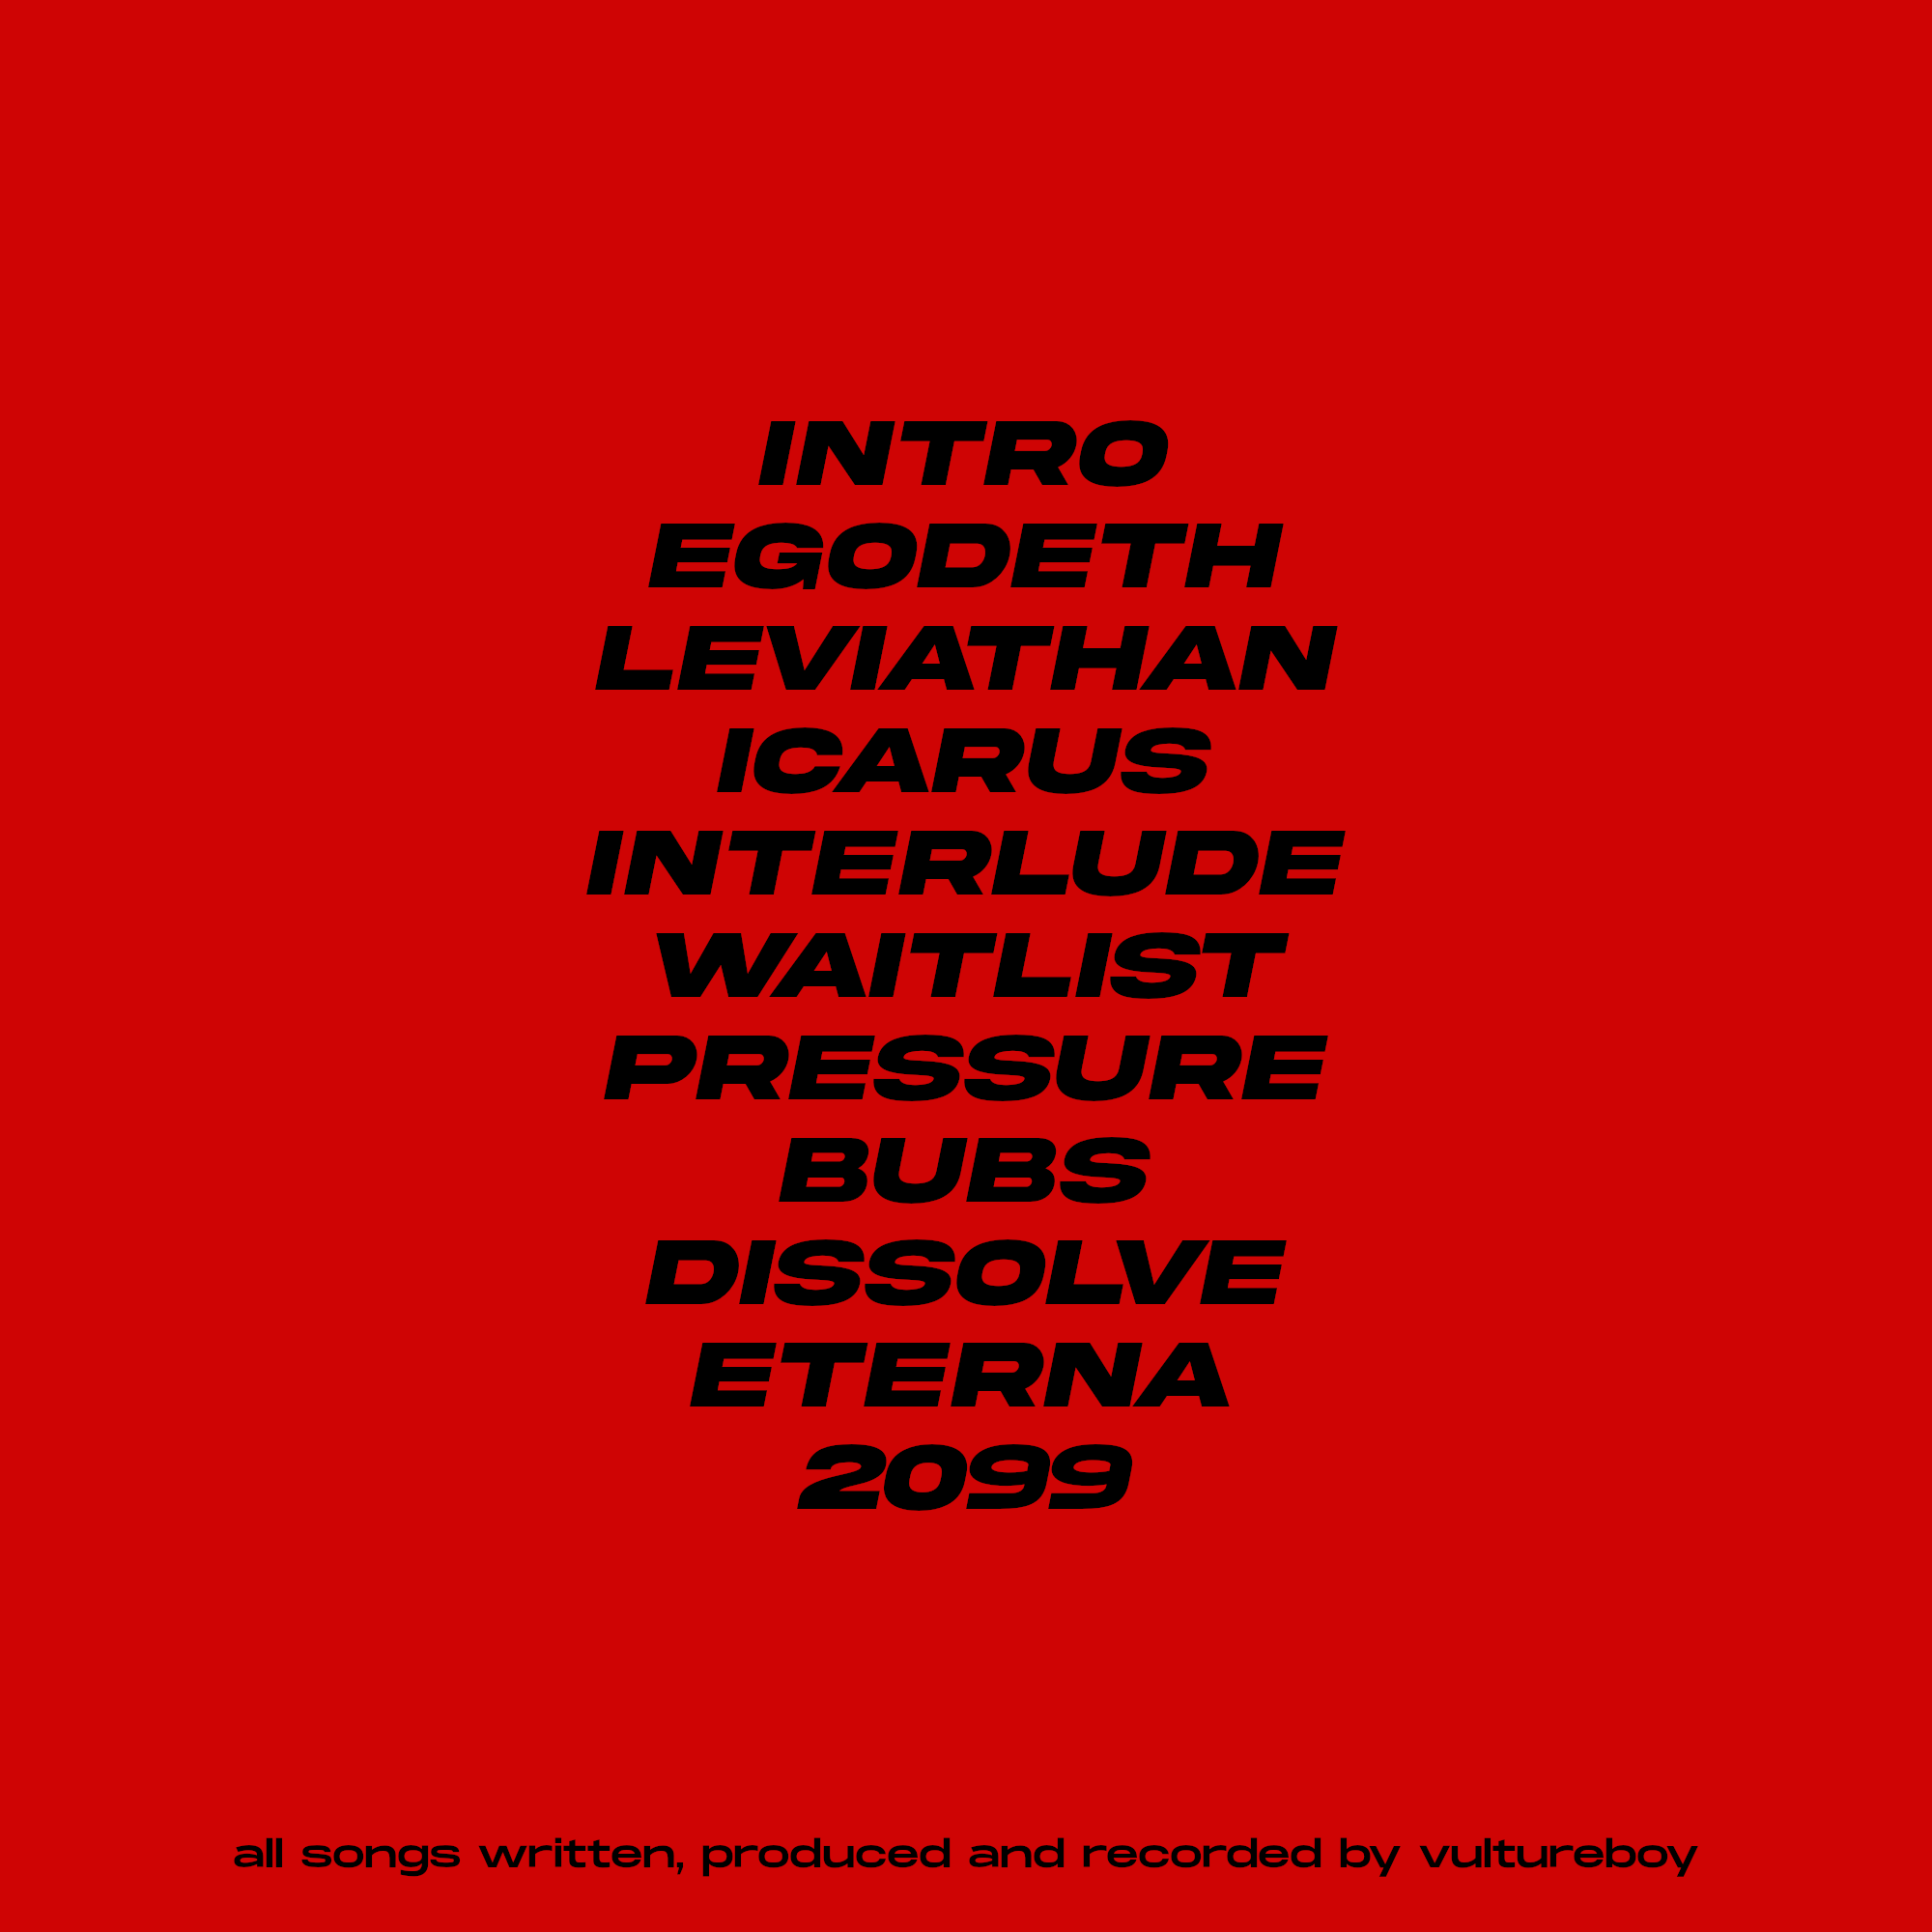 INTRO
EGODETH
LEVIATHAN
ICARUS
INTERLUDE
WAITLIST
PRESSURE
BUBS
DISSOLVE
ETERNA
2099
all songs written, produced and recorded by vultureboy